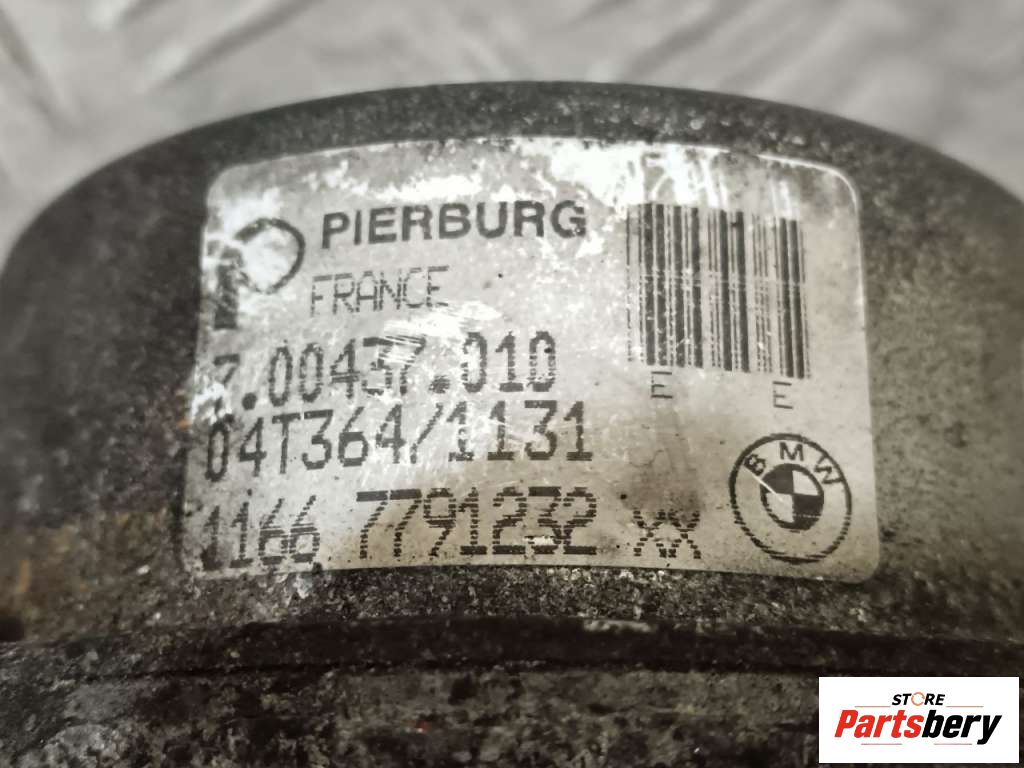 PIERBURG
FRANCE
7.00437.010
04T364/1131
1166 7791232 XX
E E
BMW
STORE
Partsbery